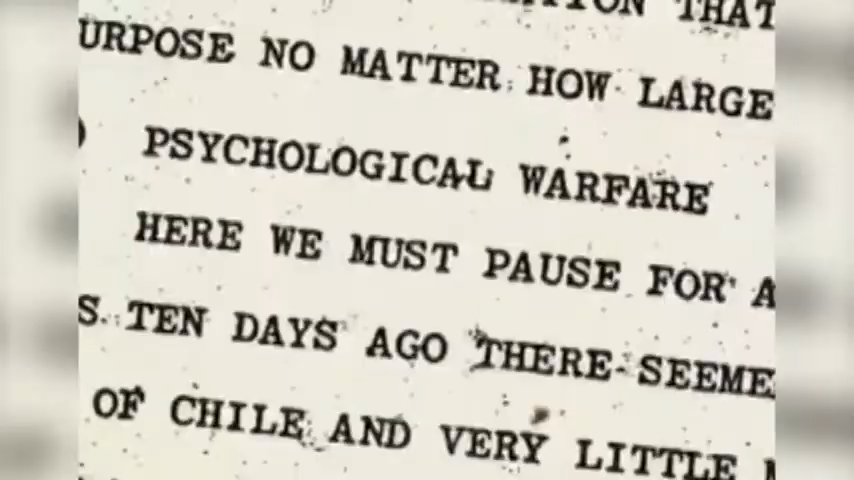 THAT
URPOSE NO MATTER HOW LARGE
) PSYCHOLOGICAL WARFARE
HERE WE MUST PAUSE FOR A
S. TEN DAYS AGO THERE SEEME
OF CHILE AND VERY LITTLE